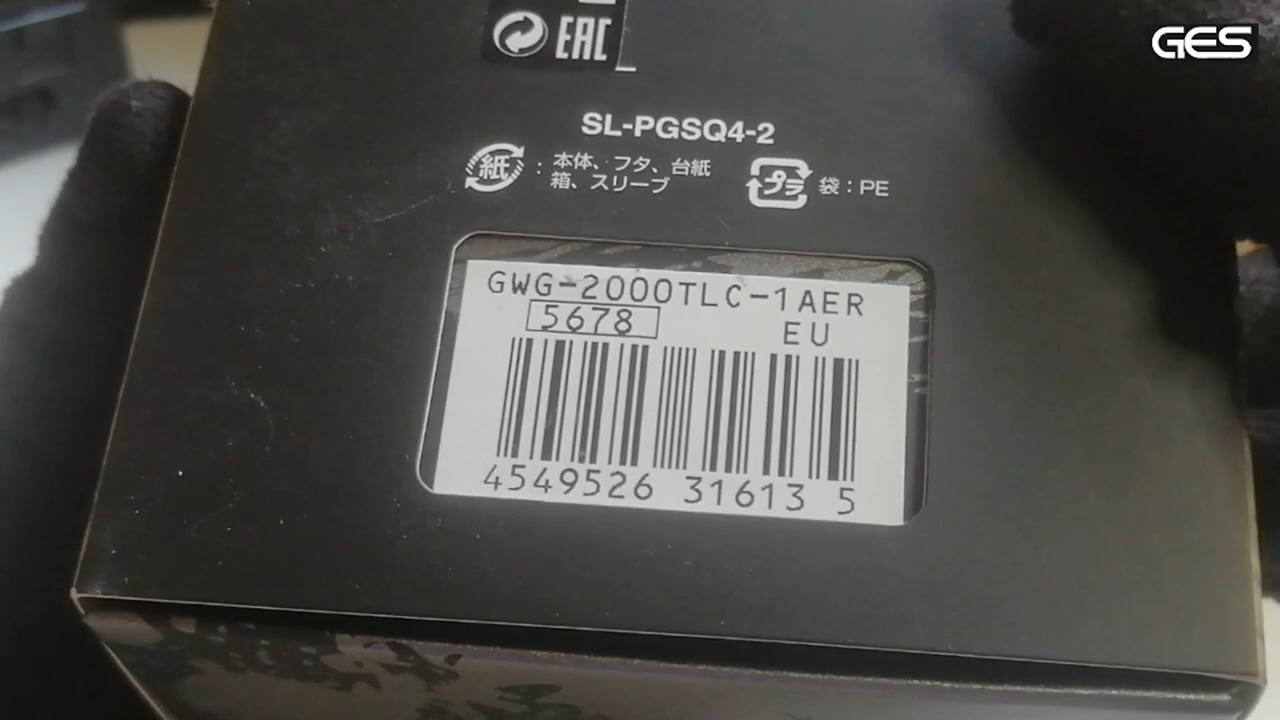 GES
EAC
SL-PGSQ4-2
紙 : 本体、フタ、台紙
箱、スリーブ
プラ 袋 : PE
GWG-2000TLC-1AER
5678 EU
4549526 31613 5